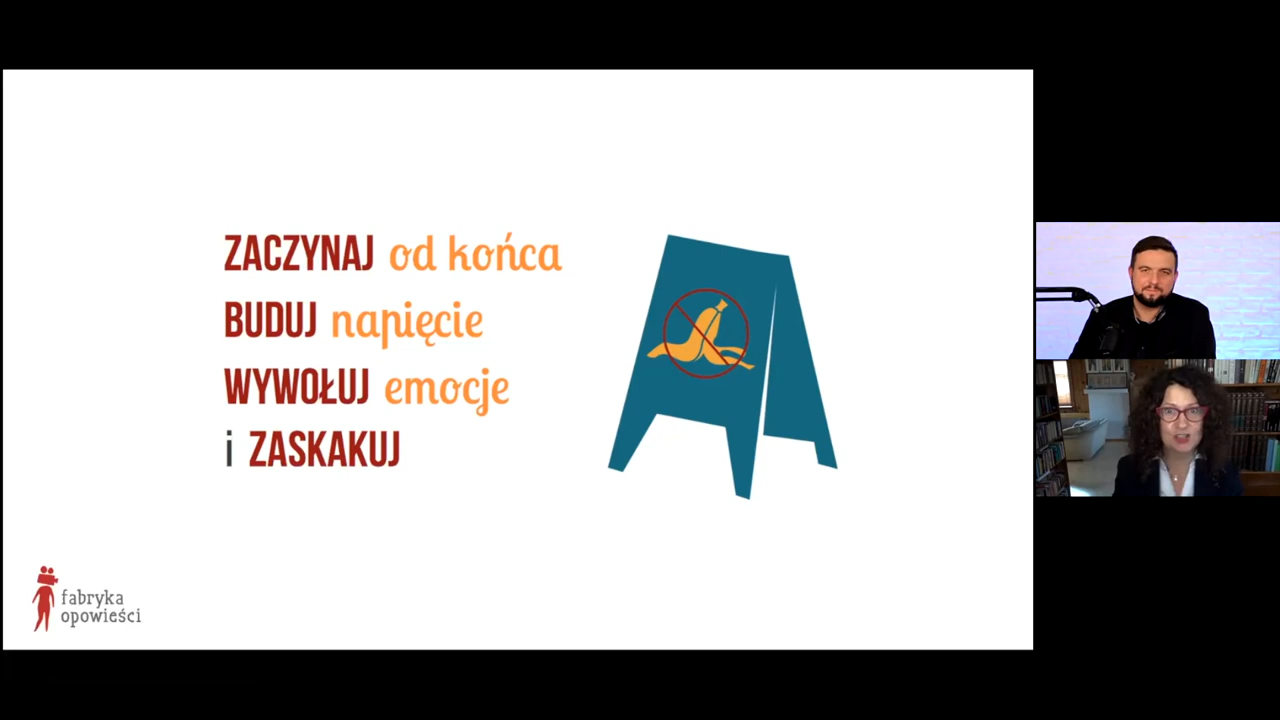 ZACZYNAJ od końca
BUDUJ napięcie
WYWOŁUJ emocje
i ZASKAKUJ
fabryka
opowieści